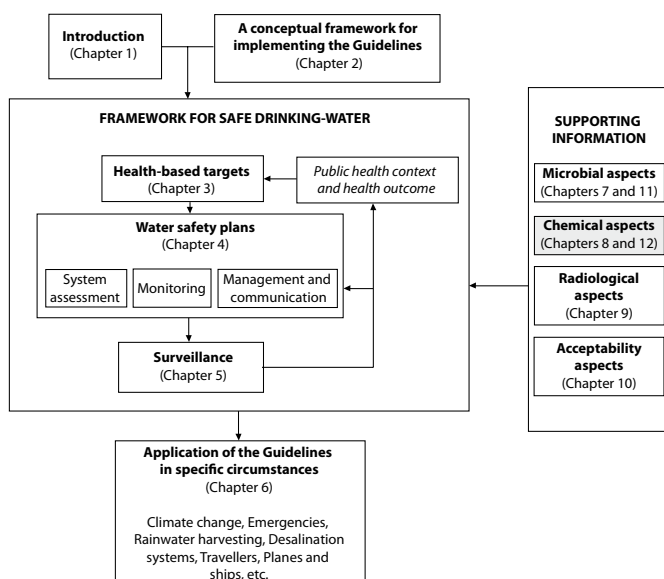 Introduction
(Chapter 1)
A conceptual framework for
implementing the Guidelines
(Chapter 2)
FRAMEWORK FOR SAFE DRINKING-WATER
Health-based targets
(Chapter 3)
Public health context
and health outcome
Water safety plans
(Chapter 4)
System
assessment
Monitoring
Management and
communication
Surveillance
(Chapter 5)
SUPPORTING
INFORMATION
Microbial aspects
(Chapters 7 and 11)
Chemical aspects
(Chapters 8 and 12)
Radiological
aspects
(Chapter 9)
Acceptability
aspects
(Chapter 10)
Application of the Guidelines
in specific circumstances
(Chapter 6)
Climate change, Emergencies,
Rainwater harvesting, Desalination
systems, Travellers, Planes and
ships, etc.